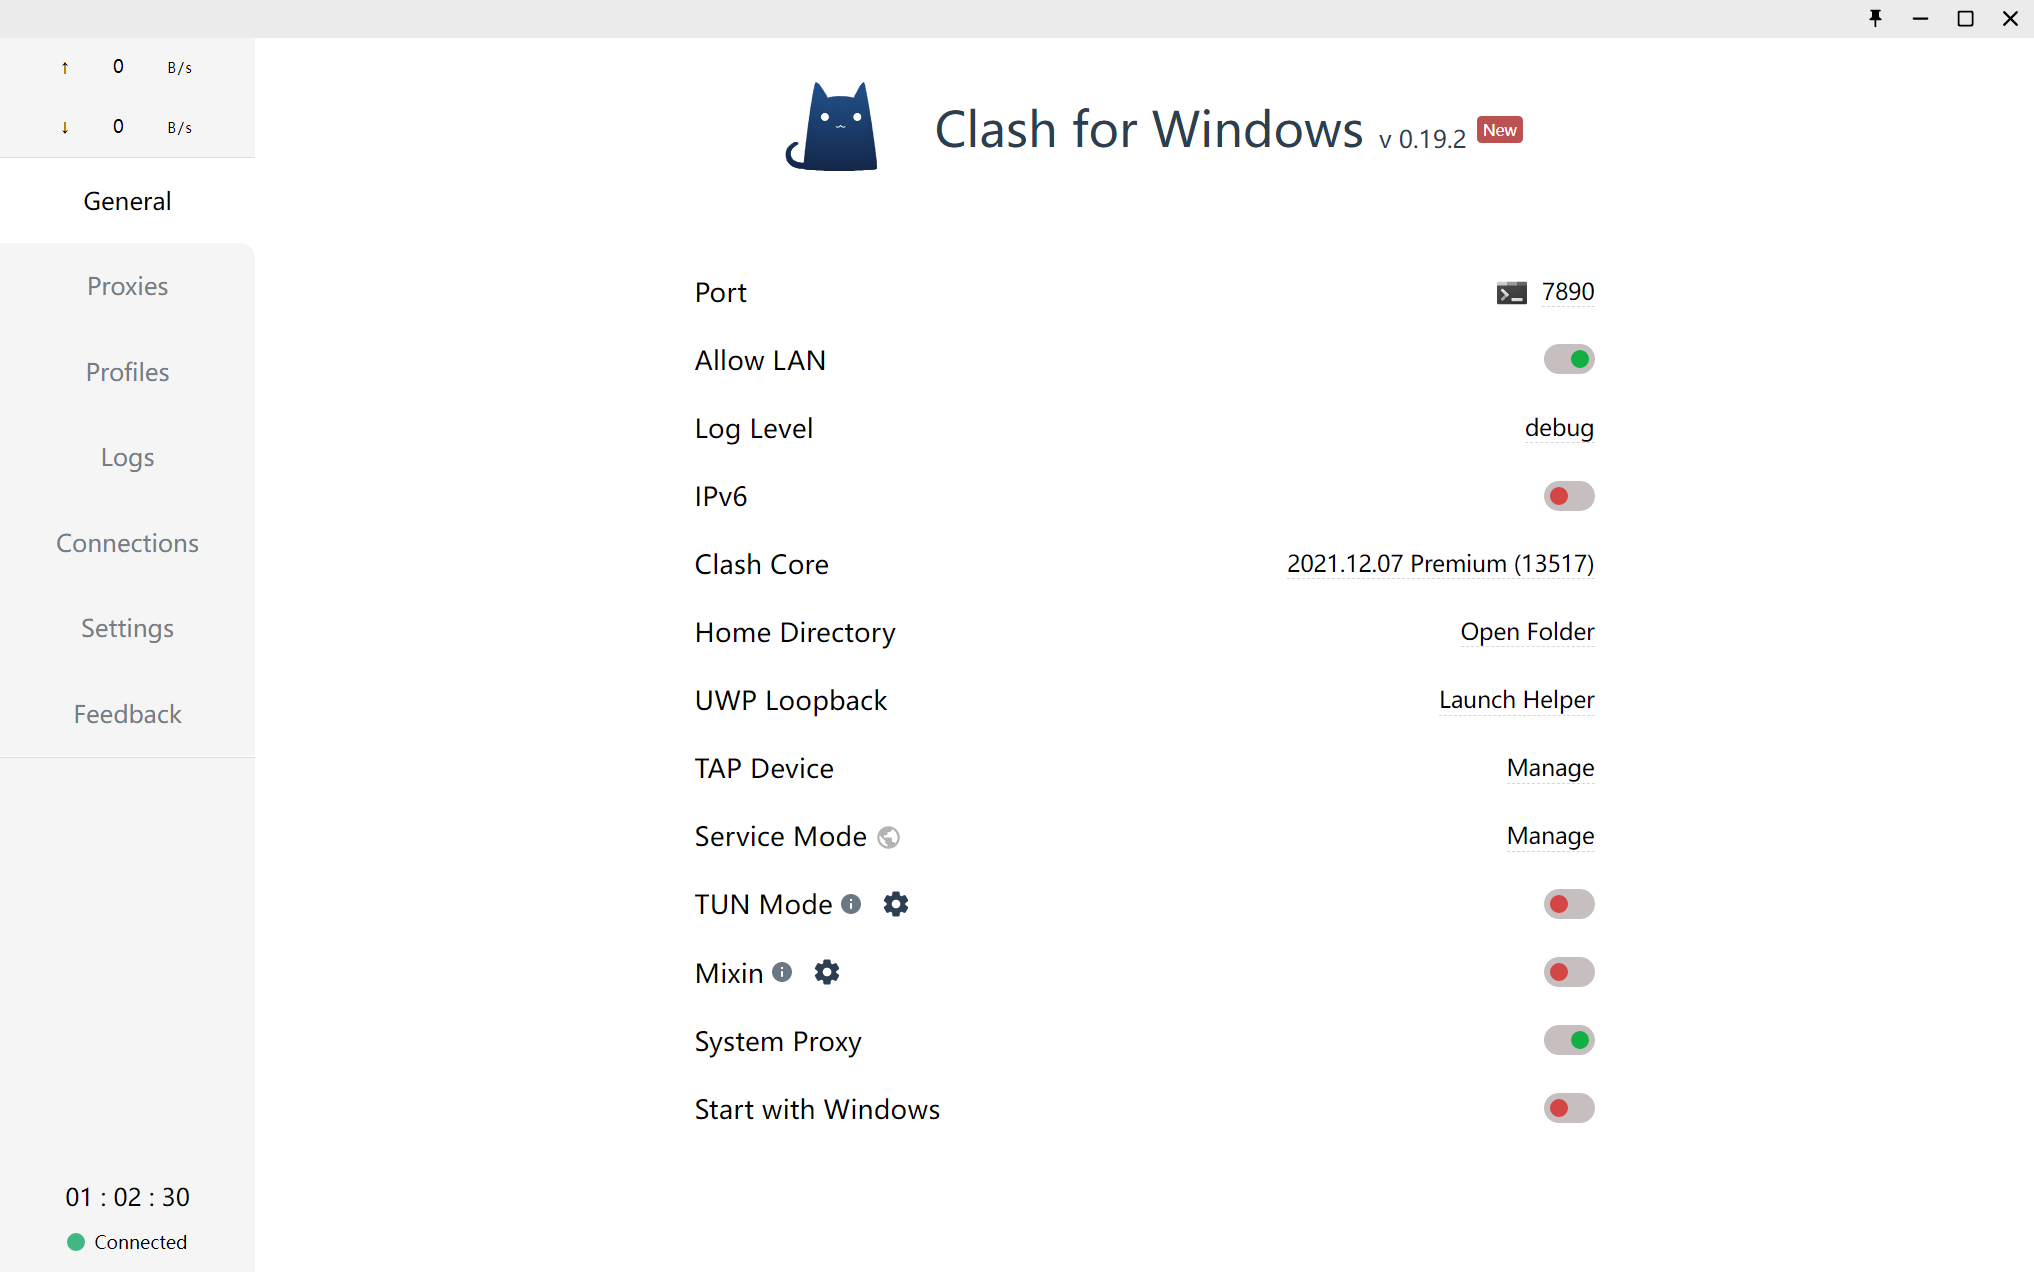 ↑ 0 B/s
↓ 0 B/s
General
Proxies
Profiles
Logs
Connections
Settings
Feedback
01 : 02 : 30
Connected
Clash for Windows v 0.19.2 New
Port 7890
Allow LAN
Log Level debug
IPv6
Clash Core 2021.12.07 Premium (13517)
Home Directory Open Folder
UWP Loopback Launch Helper
TAP Device Manage
Service Mode Manage
TUN Mode
Mixin
System Proxy
Start with Windows